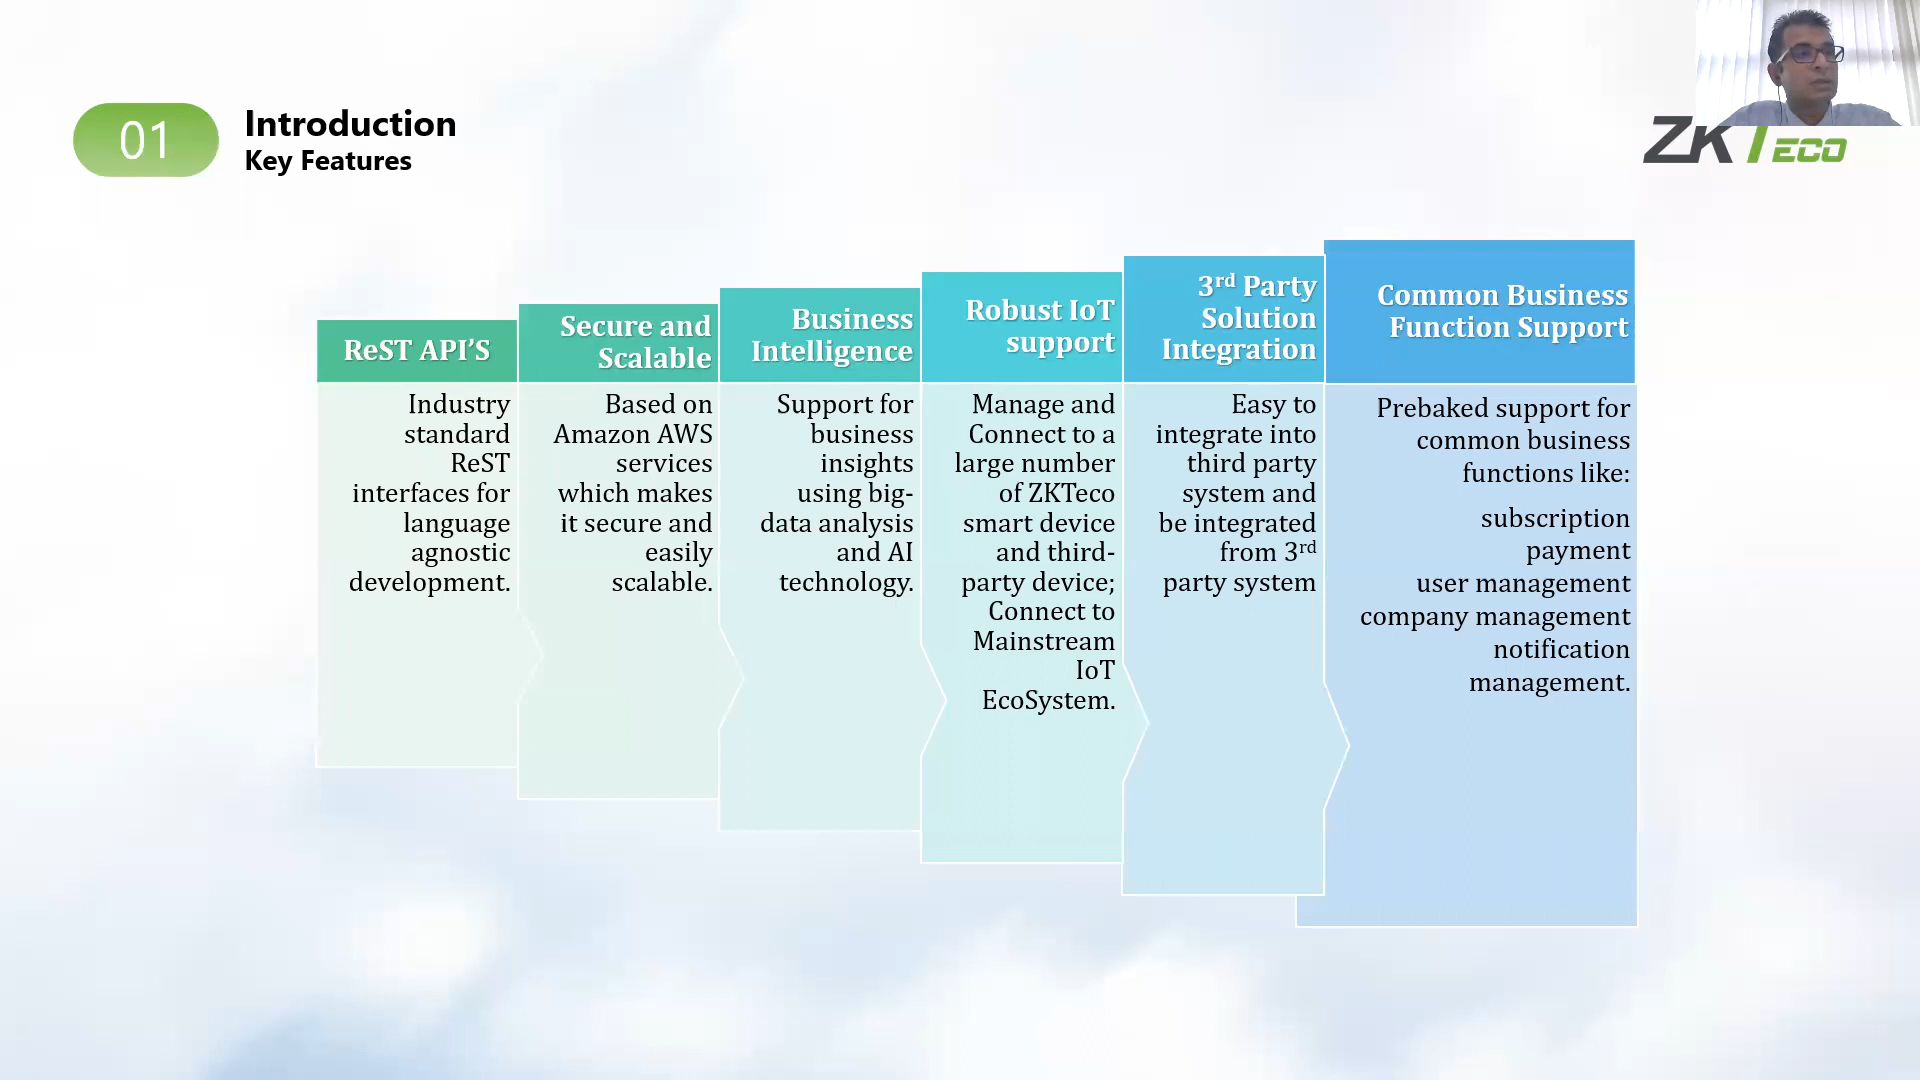 01
Introduction
Key Features
ZKTeco
ReST API’S
Industry
standard
ReST
interfaces for
language
agnostic
development.
Secure and
Scalable
Based on
Amazon AWS
services
which makes
it secure and
easily
scalable.
Business
Intelligence
Support for
business
insights
using big-
data analysis
and AI
technology.
Robust IoT
support
Manage and
Connect to a
large number
of ZKTeco
smart device
and third-
party device;
Connect to
Mainstream
IoT
EcoSystem.
3rd Party
Solution
Integration
Easy to
integrate into
third party
system and
be integrated
from 3rd
party system
Common Business
Function Support
Prebaked support for
common business
functions like:
subscription
payment
user management
company management
notification
management.